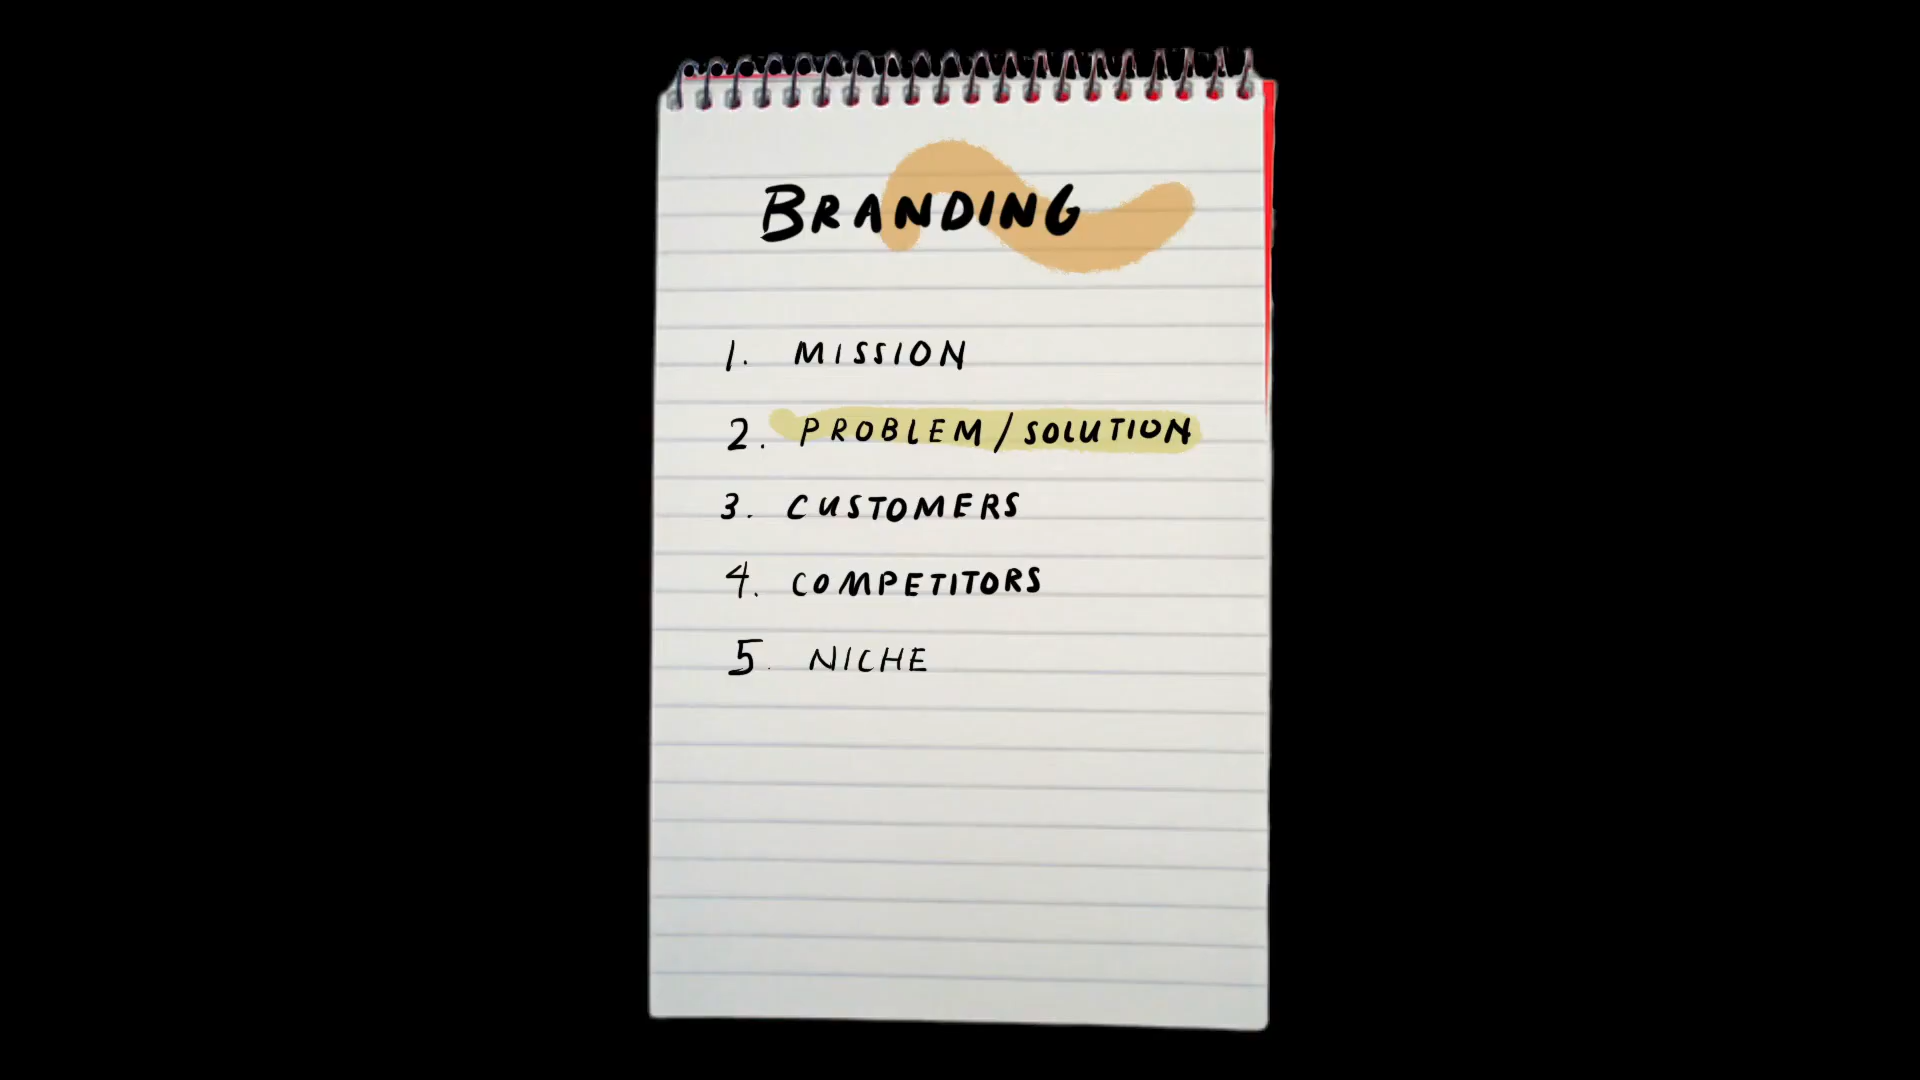 BRANDING
1. MISSION
2. PROBLEM/SOLUTION
3. CUSTOMERS
4. COMPETITORS
5. NICHE